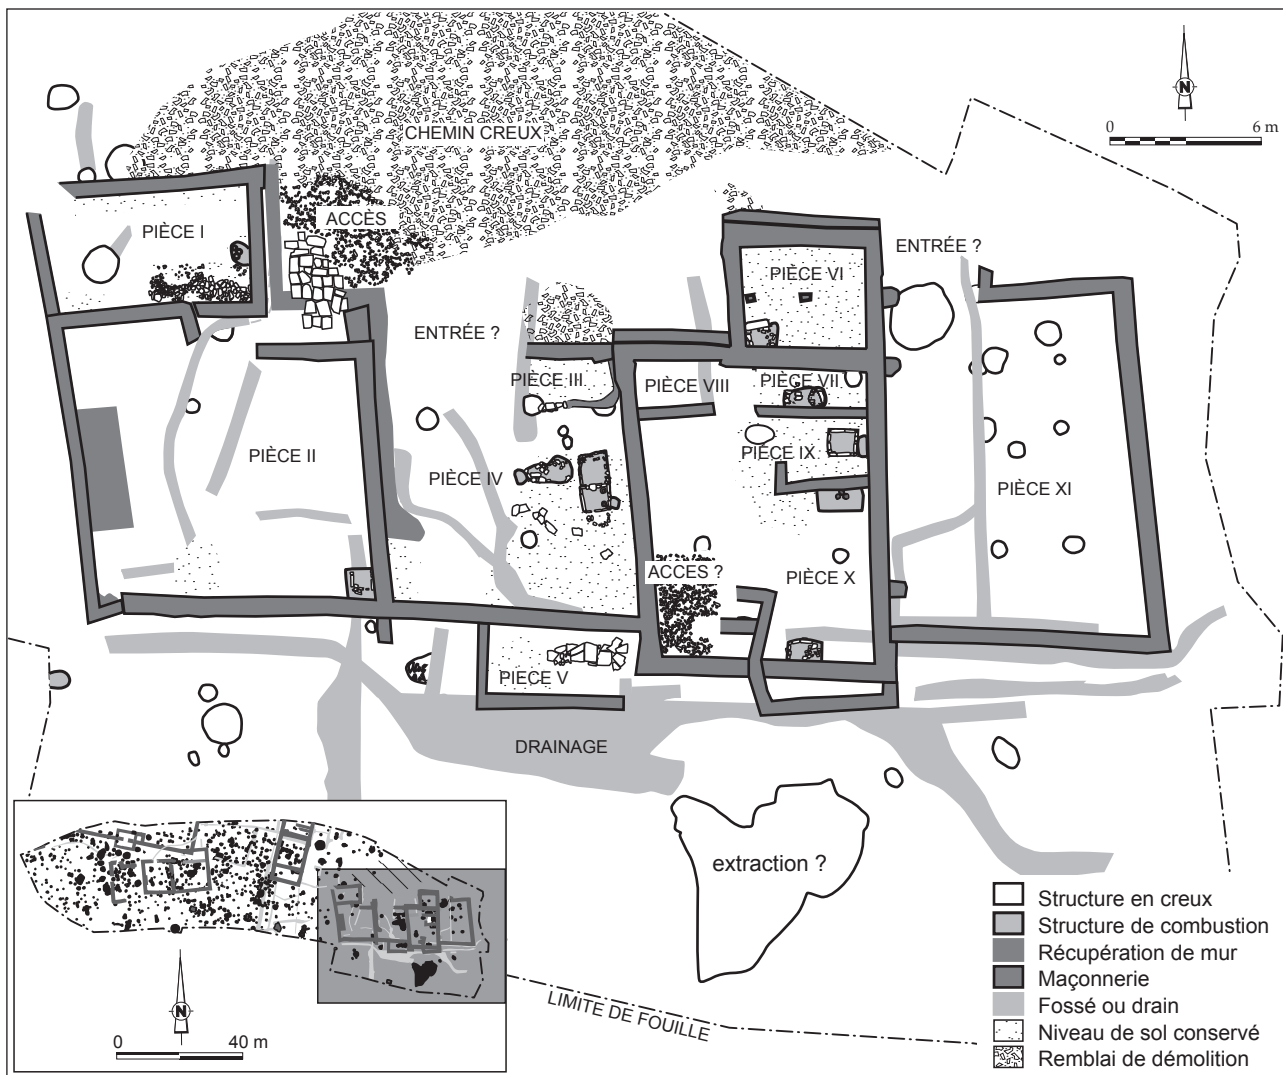 N
0 6 m
CHEMIN CREUX
ACCÈS
PIÈCE I
ENTRÉE ?
PIÈCE VI
ENTRÉE ?
PIÈCE III
PIÈCE VIII
PIÈCE VII
PIÈCE II
PIÈCE IV
PIÈCE IX
PIÈCE XI
ACCES ?
PIÈCE X
PIECE V
DRAINAGE
extraction ?
LIMITE DE FOUILLE
N
0 40 m
Structure en creux
Structure de combustion
Récupération de mur
Maçonnerie
Fossé ou drain
Niveau de sol conservé
Remblai de démolition